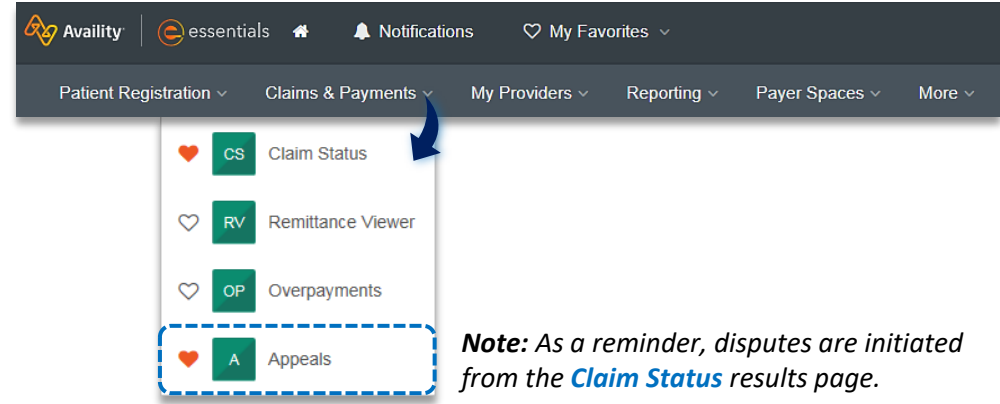 Availity essentials Notifications My Favorites
Patient Registration Claims & Payments My Providers Reporting Payer Spaces More
CS Claim Status
RV Remittance Viewer
OP Overpayments
A Appeals
Note: As a reminder, disputes are initiated
from the Claim Status results page.